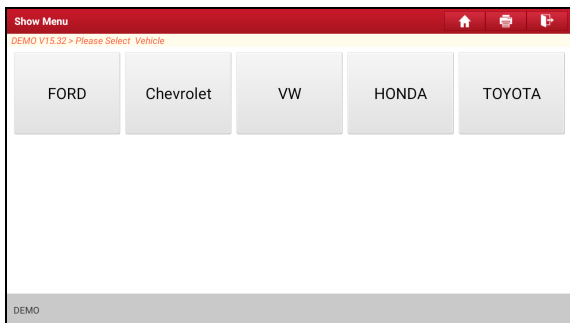 Show Menu
DEMO V15.32 > Please Select Vehicle
FORD Chevrolet VW HONDA TOYOTA
DEMO